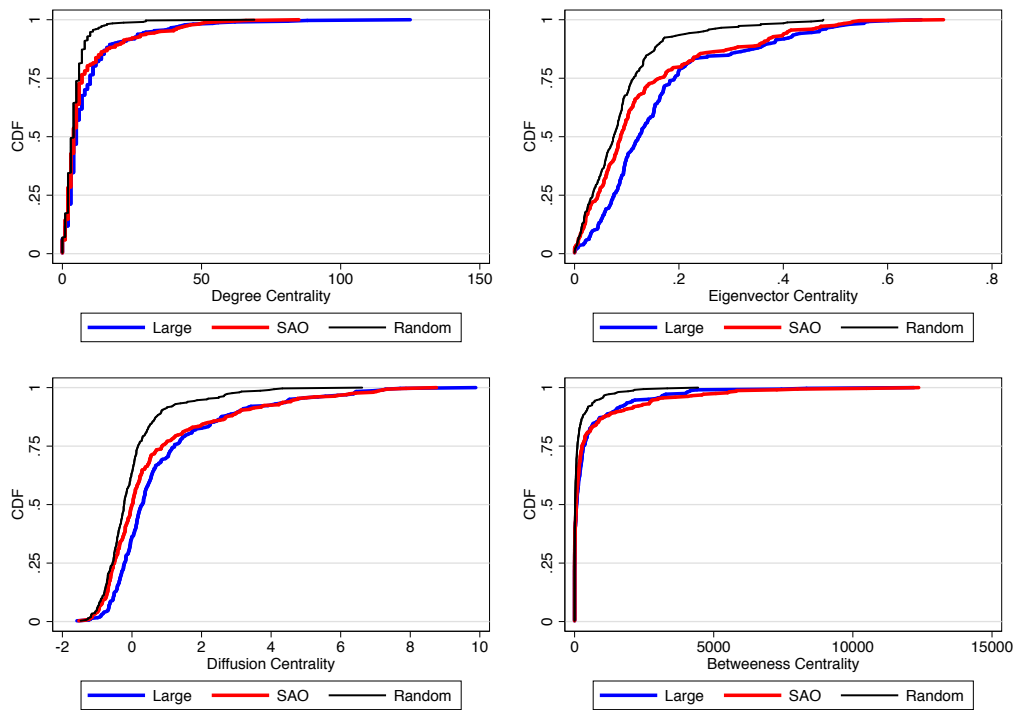 CDF
1
.75
.5
.25
0
0 50 100 150
Degree Centrality
Large SAO Random
CDF
1
.75
.5
.25
0
0 .2 .4 .6 .8
Eigenvector Centrality
Large SAO Random
CDF
1
.75
.5
.25
0
-2 0 2 4 6 8 10
Diffusion Centrality
Large SAO Random
CDF
1
.75
.5
.25
0
0 5000 10000 15000
Betweeness Centrality
Large SAO Random